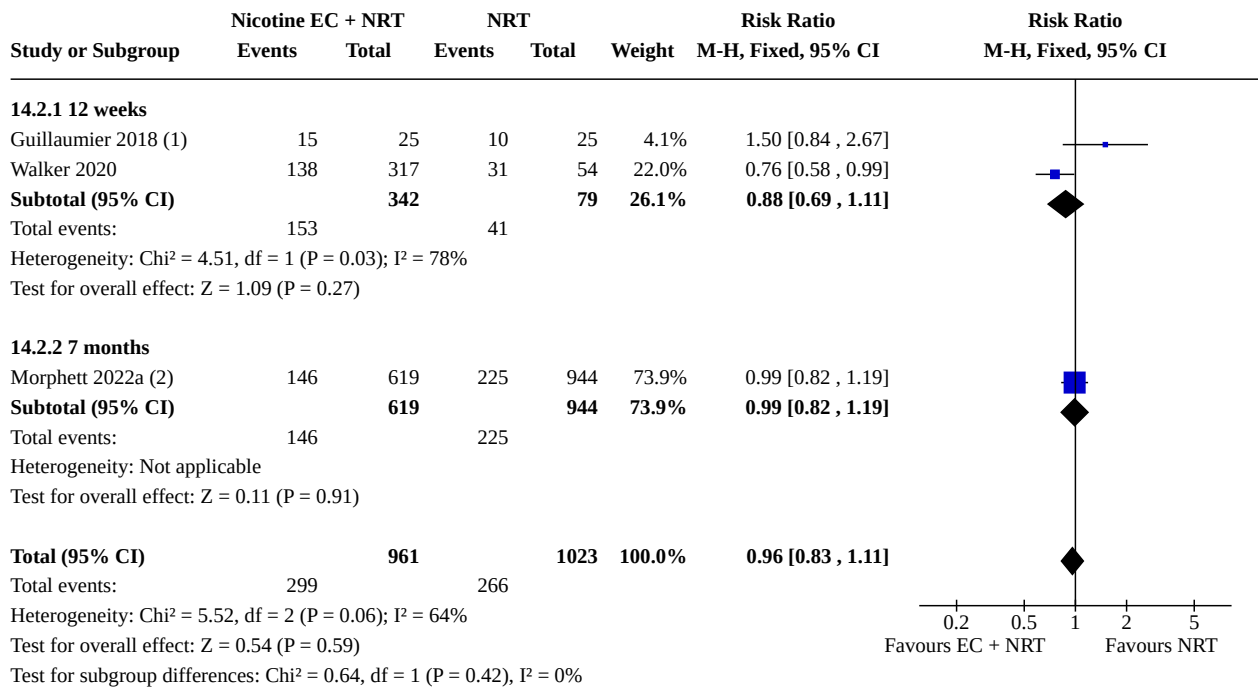 Nicotine EC + NRT NRT Risk Ratio Risk Ratio
Study or Subgroup Events Total Events Total Weight M-H, Fixed, 95% CI M-H, Fixed, 95% CI
14.2.1 12 weeks
Guillaumier 2018 (1) 15 25 10 25 4.1% 1.50 [0.84 , 2.67]
Walker 2020 138 317 31 54 22.0% 0.76 [0.58 , 0.99]
Subtotal (95% CI) 342 79 26.1% 0.88 [0.69 , 1.11]
Total events: 153 41
Heterogeneity: Chi² = 4.51, df = 1 (P = 0.03); I² = 78%
Test for overall effect: Z = 1.09 (P = 0.27)
14.2.2 7 months
Morphett 2022a (2) 146 619 225 944 73.9% 0.99 [0.82 , 1.19]
Subtotal (95% CI) 619 944 73.9% 0.99 [0.82 , 1.19]
Total events: 146 225
Heterogeneity: Not applicable
Test for overall effect: Z = 0.11 (P = 0.91)
Total (95% CI) 961 1023 100.0% 0.96 [0.83 , 1.11]
Total events: 299 266
Heterogeneity: Chi² = 5.52, df = 2 (P = 0.06); I² = 64%
0.2 0.5 1 2 5
Test for overall effect: Z = 0.54 (P = 0.59) Favours EC + NRT Favours NRT
Test for subgroup differences: Chi² = 0.64, df = 1 (P = 0.42), I² = 0%